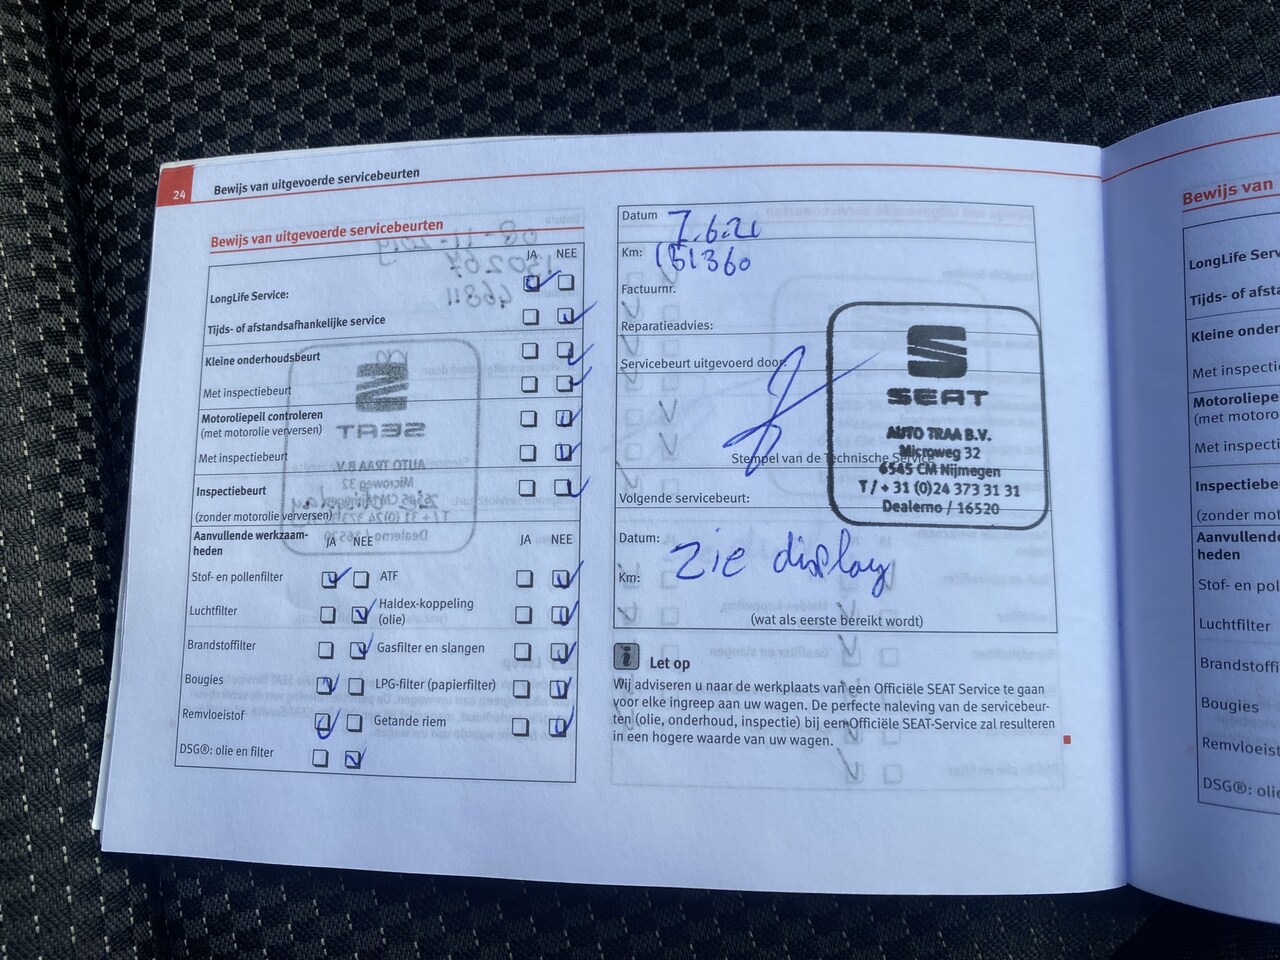 24 Bewijs van uitgevoerde servicebeurten
Bewijs van uitgevoerde servicebeurten
JA NEE
LongLife Service:
Tijds- of afstandsafhankelijke service
Kleine onderhoudsbeurt
Met inspectiebeurt
Motoroliepeil controleren
(met motorolie verversen)
Met inspectiebeurt
Inspectiebeurt
(zonder motorolie verversen)
Aanvullende werkzaam-
heden
JA NEE JA NEE
Stof- en pollenfilter ATF
Luchtfilter Haldex-koppeling
(olie)
Brandstoffilter Gasfilter en slangen
Bougies LPG-filter (papierfilter)
Remvloeistof Getande riem
DSG®: olie en filter
Datum
Km: 151360
Factuurnr.
Reparatieadvies:
Servicebeurt uitgevoerd door:
SEAT
AUTO TRAA B.V.
Microweg 32
6545 CM Nijmegen
T / + 31 (0)24 373 31 31
Dealerno / 16520
Stempel van de Technische Service
Volgende servicebeurt:
Datum: Zie display
Km:
(wat als eerste bereikt wordt)
i Let op
Wij adviseren u naar de werkplaats van een Officiële SEAT Service te gaan
voor elke ingreep aan uw wagen. De perfecte naleving van de servicebeur-
ten (olie, onderhoud, inspectie) bij een Officiële SEAT-Service zal resulteren
in een hogere waarde van uw wagen.
Bewijs van
LongLife Serv
Tijds- of afsta
Kleine onder
Met inspecti
Motoroliepe
(met motoro
Met inspecti
Inspectiebe
(zonder mot
Aanvullende
heden
Stof- en pol
Luchtfilter
Brandstoffi
Bougies
Remvloeist
DSG®: olie